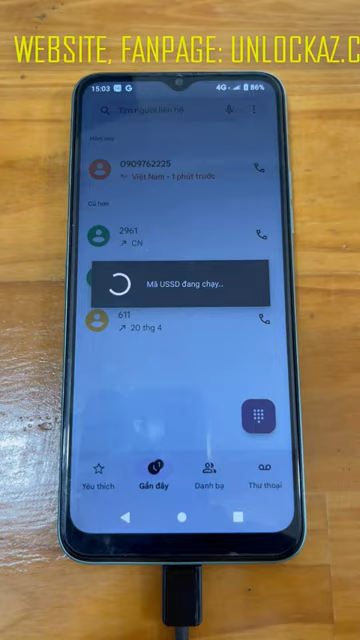 WEBSITE, FANPAGE: UNLOCKAZ.C
15:03 G 4G 86%
Tìm người liên hệ
Hôm nay
0909762225
Việt Nam • 1 phút trước
Cũ hơn
2961
CN
Mã USSD đang chạy...
611
20 thg 4
1
Yêu thích Gần đây Danh bạ Thư thoại